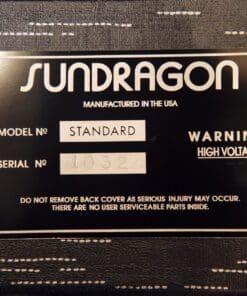 SUNDRAGON
MANUFACTURED IN THE USA
MODEL Nº STANDARD
WARNIN
SERIAL Nº 1032
HIGH VOLTA
DO NOT REMOVE BACK COVER AS SERIOUS INJURY MAY OCCUR.
THERE ARE NO USER SERVICEABLE PARTS INSIDE.